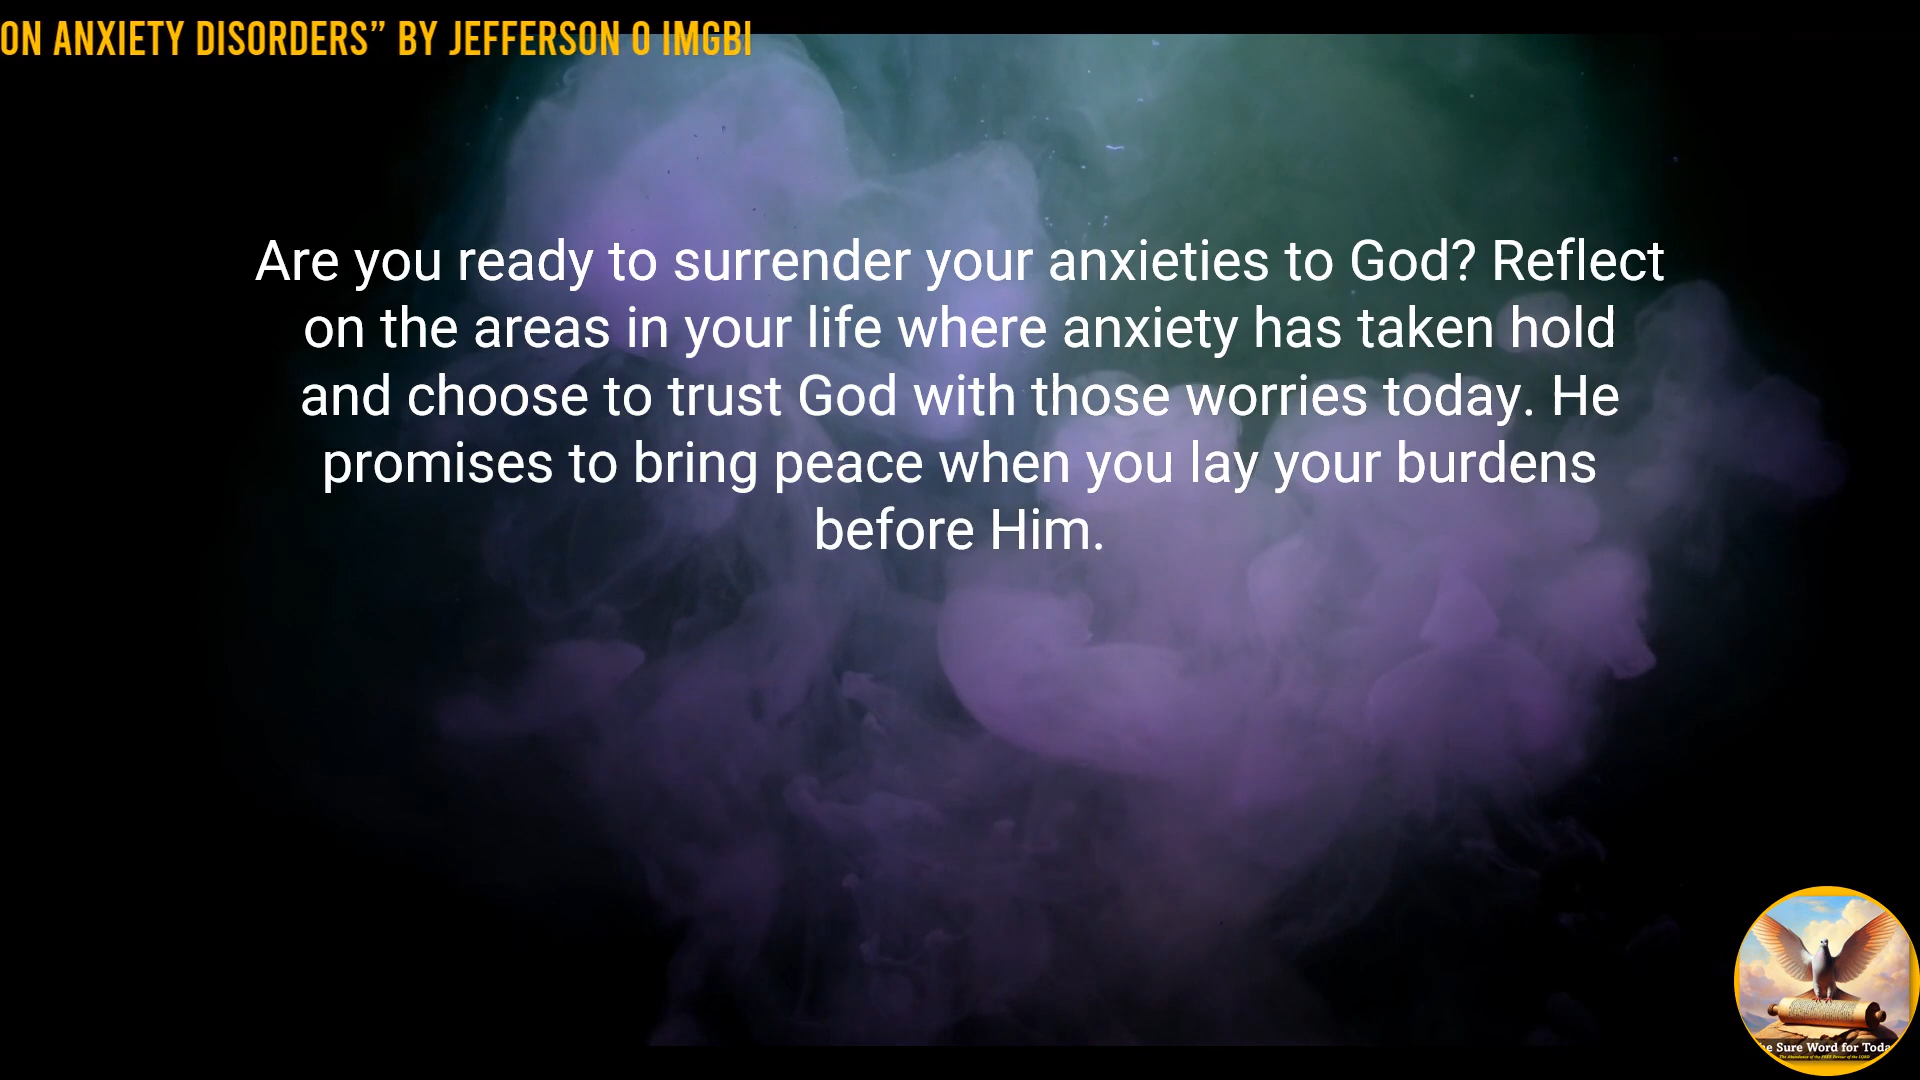 ON ANXIETY DISORDERS” BY JEFFERSON O IMGBI
Are you ready to surrender your anxieties to God? Reflect
on the areas in your life where anxiety has taken hold
and choose to trust God with those worries today. He
promises to bring peace when you lay your burdens
before Him.
Sure Word for